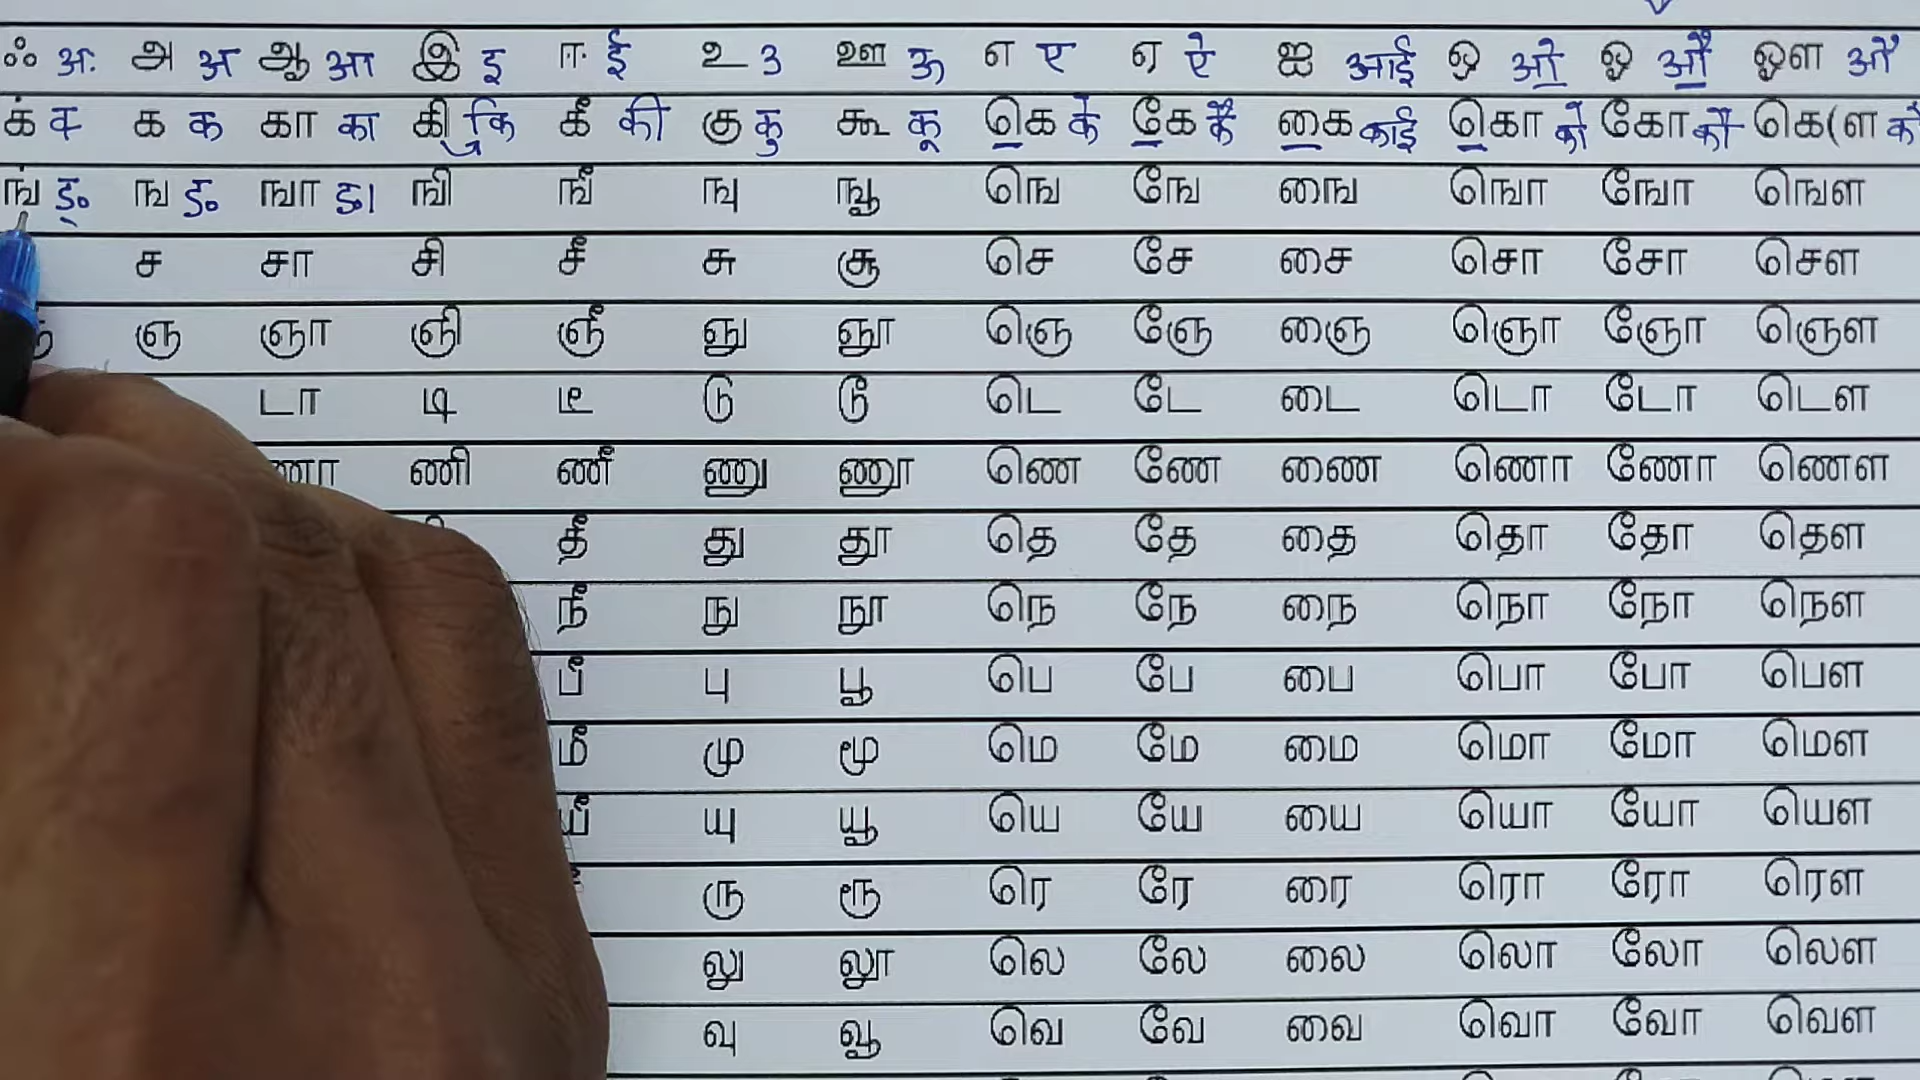 ஃ अः அ अ ஆ आ இ इ ஈ ई உ उ ஊ ऊ எ ए ஏ ऐ ஐ आई ஒ ओ ஓ औ ஔ औ
க் க क கா का கி कि கீ की கு कु கூ कू கெ के கே कै கை काई கொ को கோ कौ கௌ
ங் ङ் ங ङ ஙா ङा ஙி ஙீ ஙு ஙூ ஙெ ஙே ஙை ஙொ ஙோ ஙௌ
ச சா சி சீ சு சூ செ சே சை சொ சோ சௌ
ஞ ஞா ஞி ஞீ ஞு ஞூ ஞெ ஞே ஞை ஞொ ஞோ ஞௌ
டா டி டீ டு டூ டெ டே டை டொ டோ டௌ
ணா ணி ணீ ணு ணூ ணெ ணே ணை ணொ ணோ ணௌ
தீ து தூ தெ தே தை தொ தோ தௌ
நீ நு நூ நெ நே நை நொ நோ நௌ
பீ பு பூ பெ பே பை பொ போ பௌ
மீ மு மூ மெ மே மை மொ மோ மௌ
யீ யு யூ யெ யே யை யொ யோ யௌ
ரு ரூ ரெ ரே ரை ரொ ரோ ரௌ
லு லூ லெ லே லை லொ லோ லௌ
வு வூ வெ வே வை வொ வோ வௌ